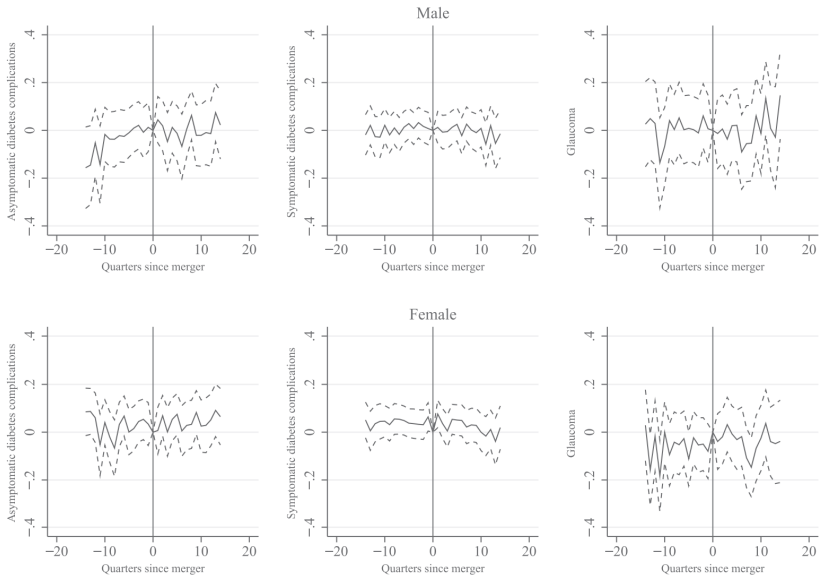 Male
Asymptomatic diabetes complications
.4
.2
0
−.2
−.4
−20 −10 0 10 20
Quarters since merger
Symptomatic diabetes complications
.4
.2
0
−.2
−.4
−20 −10 0 10 20
Quarters since merger
Glaucoma
.4
.2
0
−.2
−.4
−20 −10 0 10 20
Quarters since merger
Female
Asymptomatic diabetes complications
.4
.2
0
−.2
−.4
−20 −10 0 10 20
Quarters since merger
Symptomatic diabetes complications
.4
.2
0
−.2
−.4
−20 −10 0 10 20
Quarters since merger
Glaucoma
.4
.2
0
−.2
−.4
−20 −10 0 10 20
Quarters since merger